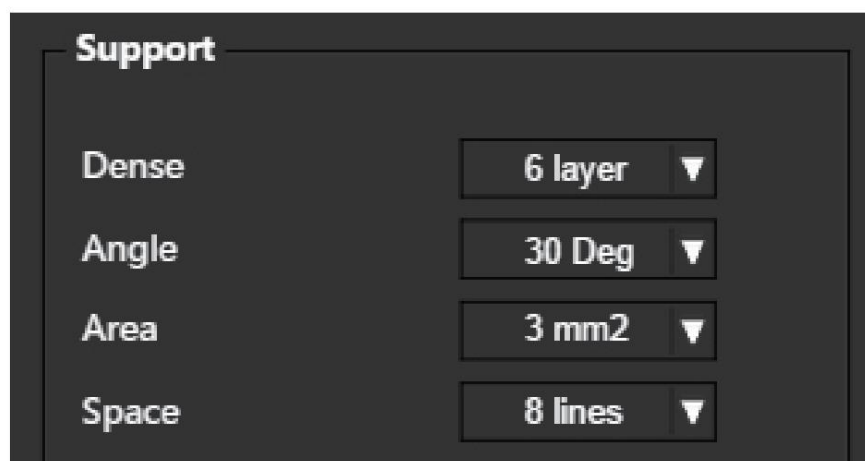 Support
Dense 6 layer
Angle 30 Deg
Area 3 mm2
Space 8 lines